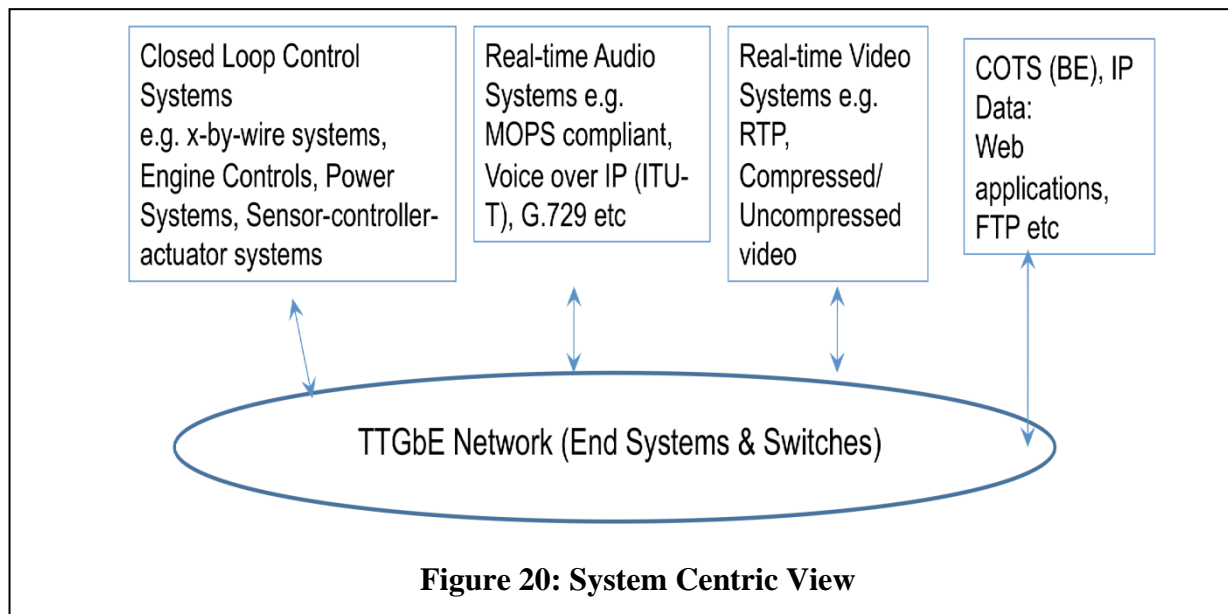 Closed Loop Control
Systems
e.g. x-by-wire systems,
Engine Controls, Power
Systems, Sensor-controller-
actuator systems
Real-time Audio
Systems e.g.
MOPS compliant,
Voice over IP (ITU-
T), G.729 etc
Real-time Video
Systems e.g.
RTP,
Compressed/
Uncompressed
video
COTS (BE), IP
Data:
Web
applications,
FTP etc
TTGbE Network (End Systems & Switches)
Figure 20: System Centric View